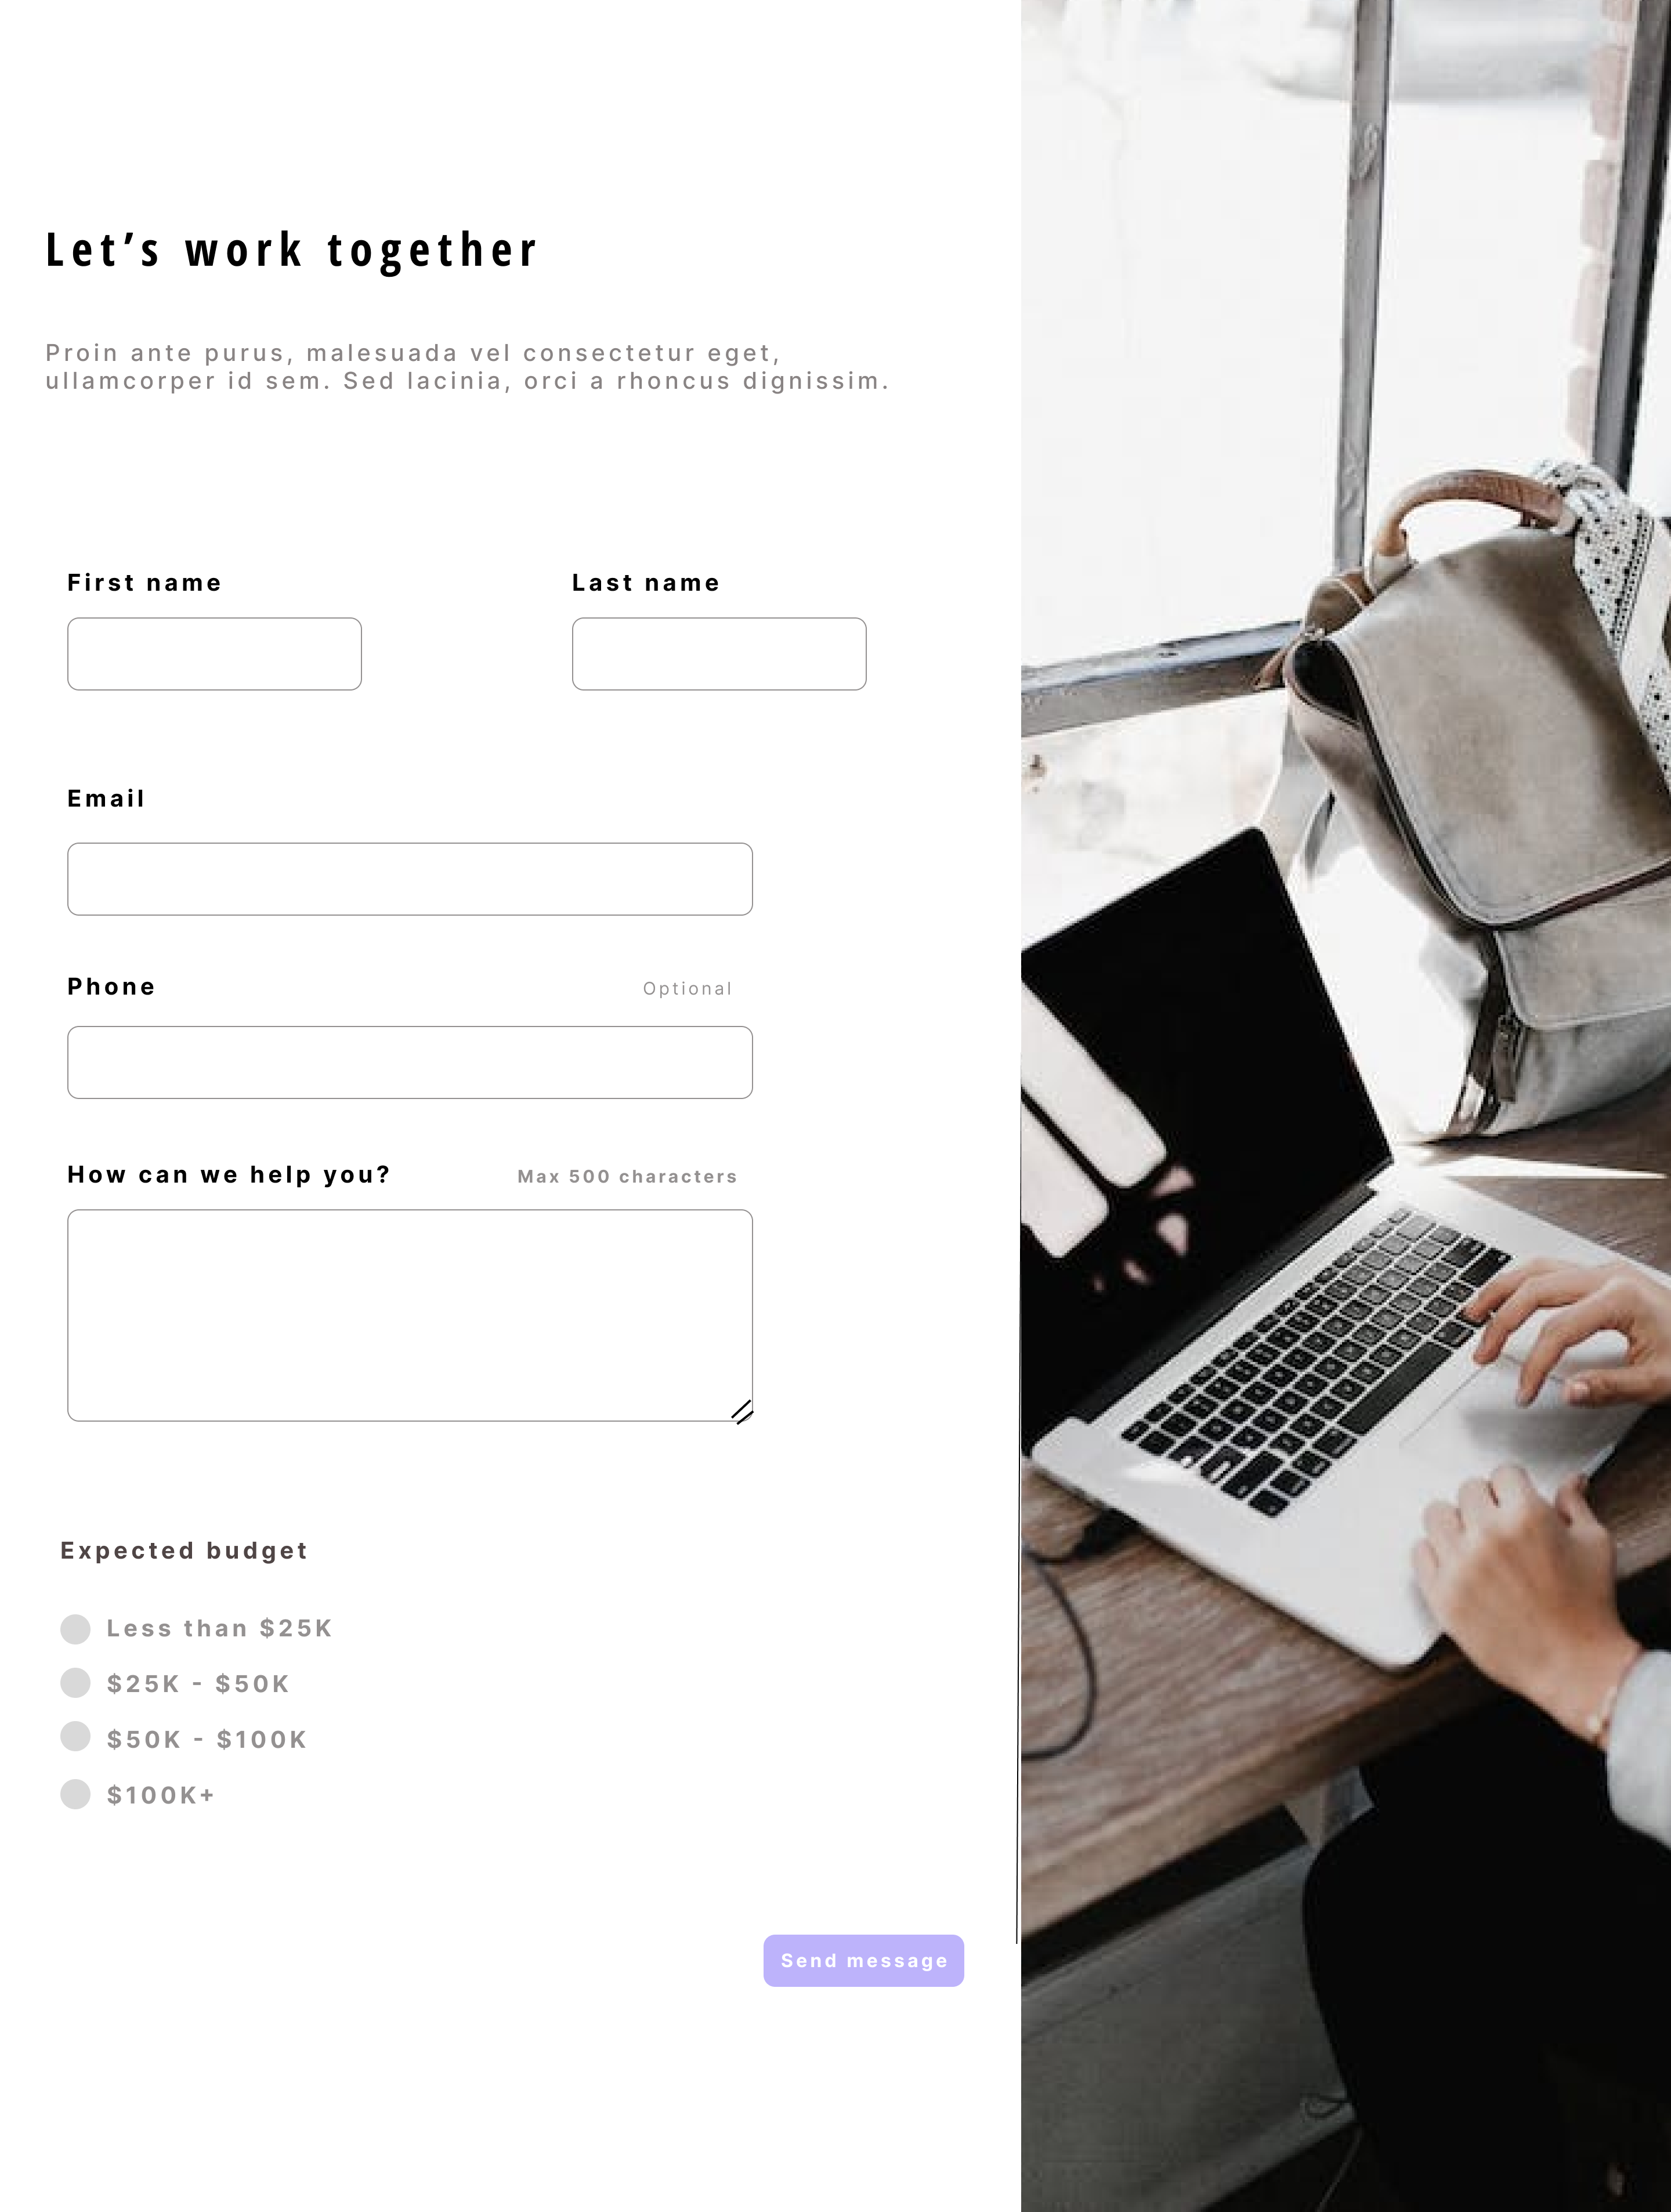 Let’s work together
Proin ante purus, malesuada vel consectetur eget,
ullamcorper id sem. Sed lacinia, orci a rhoncus dignissim.
First name
Last name
Email
Phone
Optional
How can we help you?
Max 500 characters
Expected budget
Less than $25K
$25K - $50K
$50K - $100K
$100K+
Send message